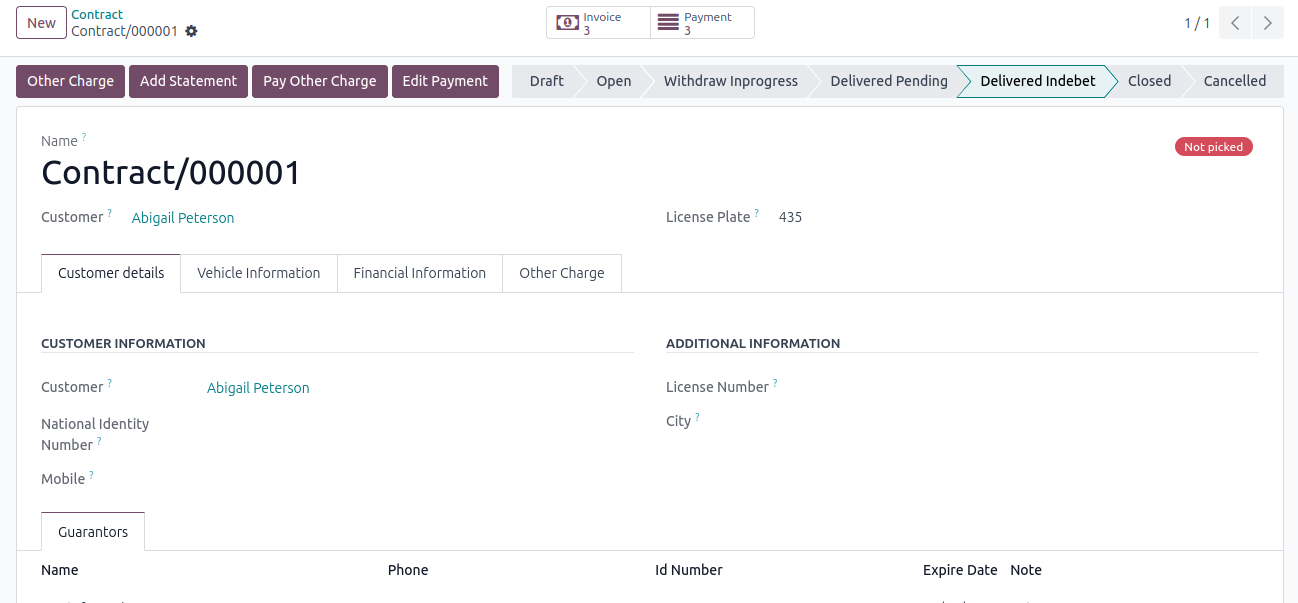 New
Contract
Contract/000001
Invoice
3
Payment
3
1 / 1
Other Charge
Add Statement
Pay Other Charge
Edit Payment
Draft
Open
Withdraw Inprogress
Delivered Pending
Delivered Indebet
Closed
Cancelled
Name ?
Not picked
Contract/000001
Customer ? Abigail Peterson
License Plate ? 435
Customer details
Vehicle Information
Financial Information
Other Charge
CUSTOMER INFORMATION
ADDITIONAL INFORMATION
Customer ? Abigail Peterson
License Number ?
National Identity
Number ?
City ?
Mobile ?
Guarantors
Name Phone Id Number Expire Date Note